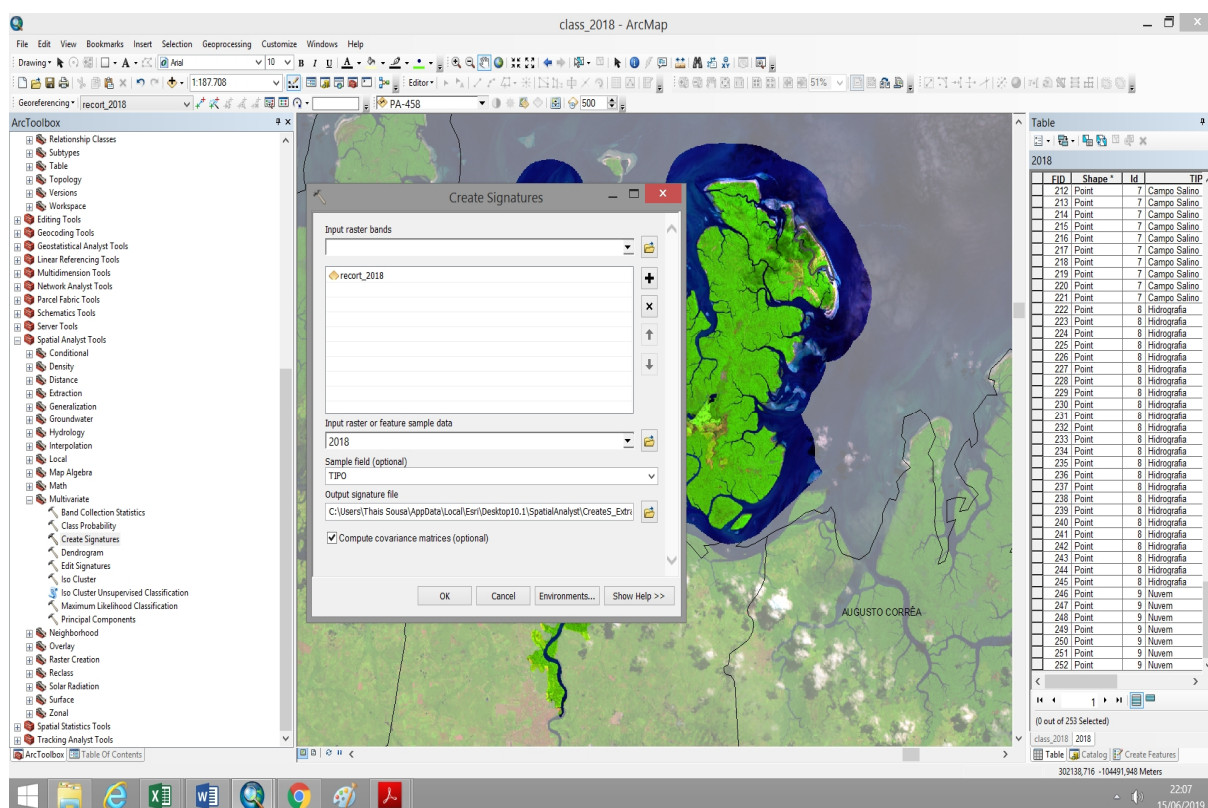 class_2018 - ArcMap
File Edit View Bookmarks Insert Selection Geoprocessing Customize Windows Help
Drawing A Arial 10 B I U A
1:187.708 Editor 51%
Georeferencing recort_2018 PA-458 500
ArcToolbox
Relationship Classes
Subtypes
Table
Topology
Versions
Workspace
Editing Tools
Geocoding Tools
Geostatistical Analyst Tools
Linear Referencing Tools
Multidimension Tools
Network Analyst Tools
Parcel Fabric Tools
Schematics Tools
Server Tools
Spatial Analyst Tools
Conditional
Density
Distance
Extraction
Generalization
Groundwater
Hydrology
Interpolation
Local
Map Algebra
Math
Multivariate
Band Collection Statistics
Class Probability
Create Signatures
Dendrogram
Edit Signatures
Iso Cluster
Iso Cluster Unsupervised Classification
Maximum Likelihood Classification
Principal Components
Neighborhood
Overlay
Raster Creation
Reclass
Solar Radiation
Surface
Zonal
Spatial Statistics Tools
Tracking Analyst Tools
ArcToolbox Table Of Contents
Create Signatures
Input raster bands
recort_2018
Input raster or feature sample data
2018
Sample field (optional)
TIPO
Output signature file
C:\Users\Thais Sousa\AppData\Local\Esri\Desktop10.1\SpatialAnalyst\CreateS_Extra
Compute covariance matrices (optional)
OK Cancel Environments... Show Help >>
AUGUSTO CORRÊA
Table
2018
FID Shape * Id TIP
212 Point 7 Campo Salino
213 Point 7 Campo Salino
214 Point 7 Campo Salino
215 Point 7 Campo Salino
216 Point 7 Campo Salino
217 Point 7 Campo Salino
218 Point 7 Campo Salino
219 Point 7 Campo Salino
220 Point 7 Campo Salino
221 Point 7 Campo Salino
222 Point 8 Hidrografia
223 Point 8 Hidrografia
224 Point 8 Hidrografia
225 Point 8 Hidrografia
226 Point 8 Hidrografia
227 Point 8 Hidrografia
228 Point 8 Hidrografia
229 Point 8 Hidrografia
230 Point 8 Hidrografia
231 Point 8 Hidrografia
232 Point 8 Hidrografia
233 Point 8 Hidrografia
234 Point 8 Hidrografia
235 Point 8 Hidrografia
236 Point 8 Hidrografia
237 Point 8 Hidrografia
238 Point 8 Hidrografia
239 Point 8 Hidrografia
240 Point 8 Hidrografia
241 Point 8 Hidrografia
242 Point 8 Hidrografia
243 Point 8 Hidrografia
244 Point 8 Hidrografia
245 Point 8 Hidrografia
246 Point 9 Nuvem
247 Point 9 Nuvem
248 Point 9 Nuvem
249 Point 9 Nuvem
250 Point 9 Nuvem
251 Point 9 Nuvem
252 Point 9 Nuvem
1
(0 out of 253 Selected)
class_2018 2018
Table Catalog Create Features
302138,716 -104491,948 Meters
22:07
15/06/2019